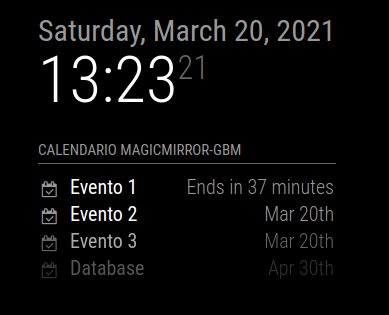 Saturday, March 20, 2021
13:23 21
CALENDARIO MAGICMIRROR-GBM
Evento 1 Ends in 37 minutes
Evento 2 Mar 20th
Evento 3 Mar 20th
Database Apr 30th